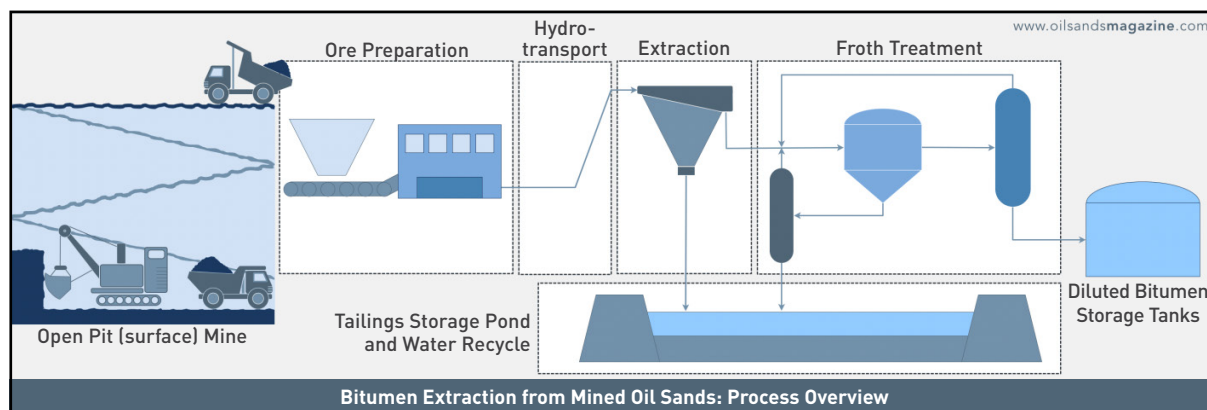 www.oilsandsmagazine.com
Ore Preparation
Hydro-
transport
Extraction
Froth Treatment
Open Pit (surface) Mine
Tailings Storage Pond
and Water Recycle
Diluted Bitumen
Storage Tanks
Bitumen Extraction from Mined Oil Sands: Process Overview